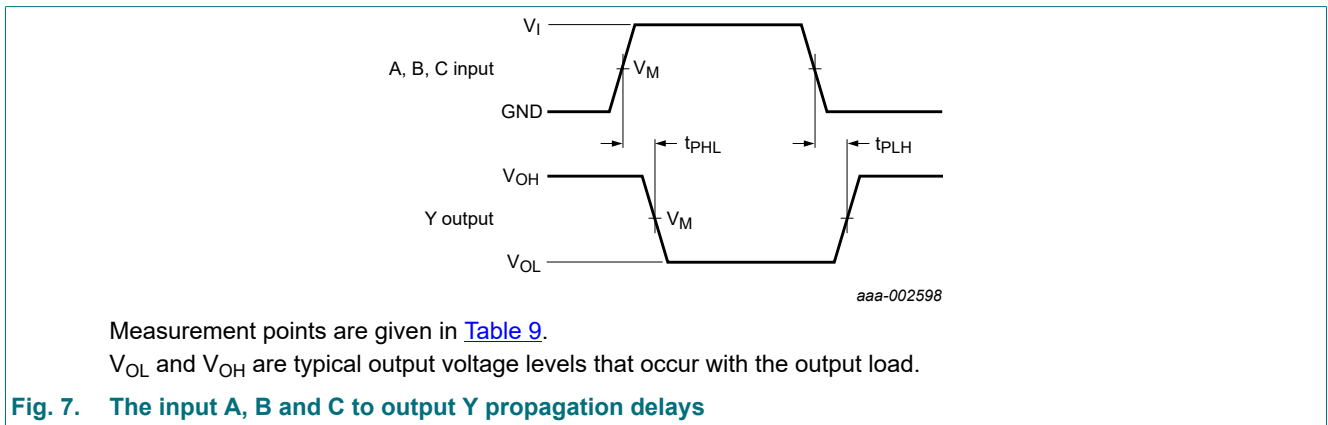 VI
A, B, C input
VM
GND
tPHL
tPLH
VOH
Y output
VM
VOL
aaa-002598
Measurement points are given in Table 9.
VOL and VOH are typical output voltage levels that occur with the output load.
Fig. 7. The input A, B and C to output Y propagation delays